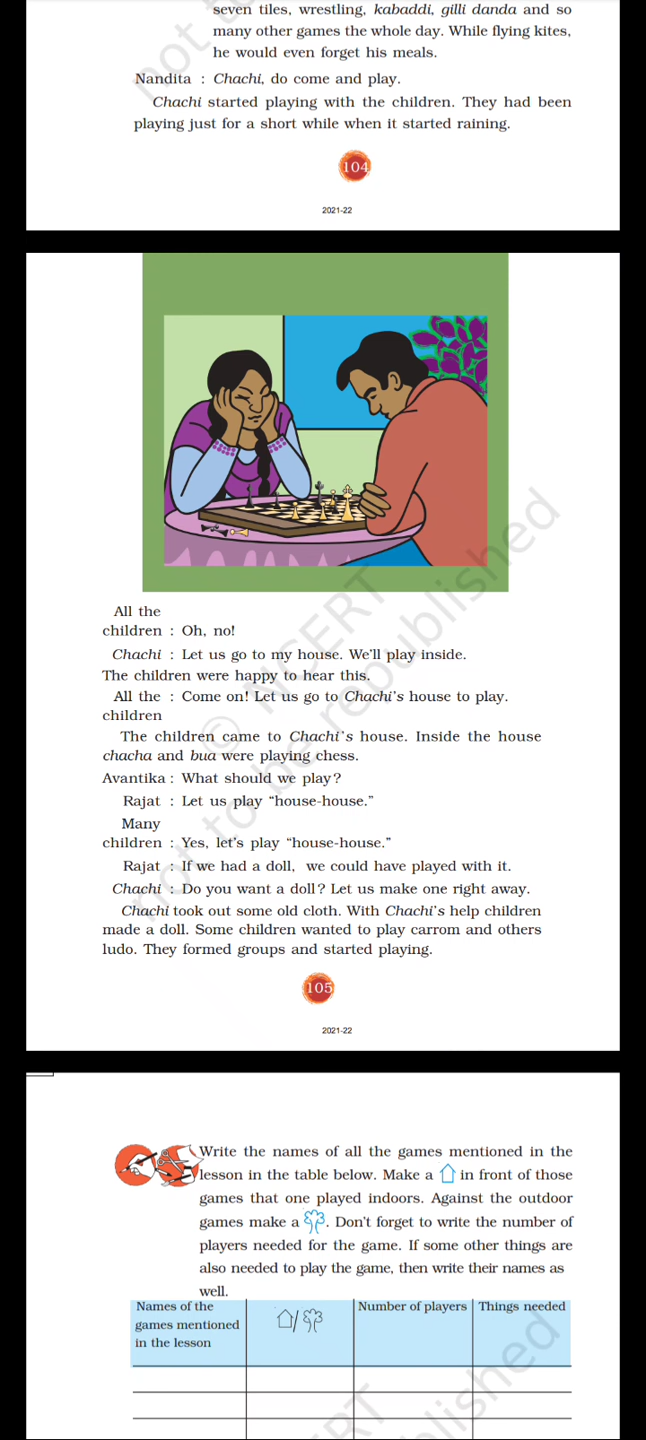 seven tiles, wrestling, kabaddi, gilli danda and so
many other games the whole day. While flying kites,
he would even forget his meals.
Nandita : Chachi, do come and play.
Chachi started playing with the children. They had been
playing just for a short while when it started raining.
104
2021-22
All the
children : Oh, no!
Chachi : Let us go to my house. We'll play inside.
The children were happy to hear this.
All the : Come on! Let us go to Chachi's house to play.
children
The children came to Chachi's house. Inside the house
chacha and bua were playing chess.
Avantika : What should we play?
Rajat : Let us play “house-house.”
Many
children : Yes, let's play “house-house.”
Rajat : If we had a doll, we could have played with it.
Chachi : Do you want a doll? Let us make one right away.
Chachi took out some old cloth. With Chachi's help children
made a doll. Some children wanted to play carrom and others
ludo. They formed groups and started playing.
105
2021-22
© NCERT
not to be republished
Write the names of all the games mentioned in the
lesson in the table below. Make a in front of those
games that one played indoors. Against the outdoor
games make a . Don't forget to write the number of
players needed for the game. If some other things are
also needed to play the game, then write their names as
well.
Names of the
games mentioned
in the lesson
/
Number of players
Things needed